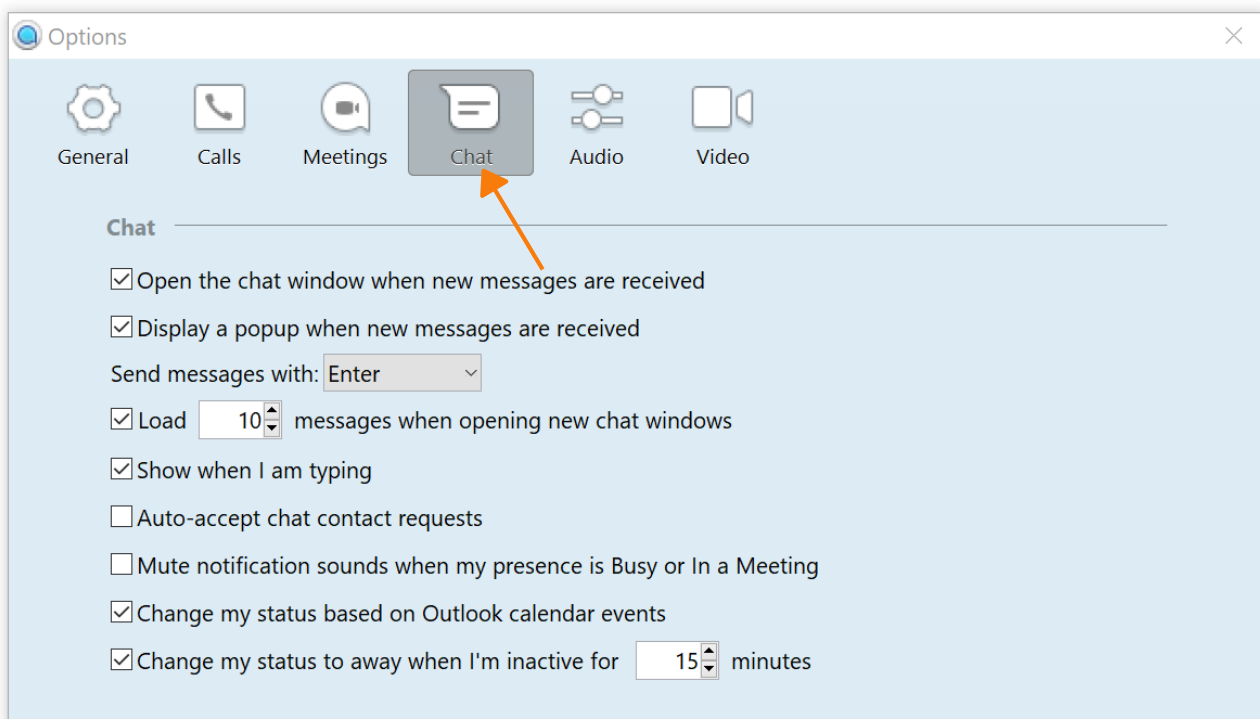 Options
General Calls Meetings Chat Audio Video
Chat
Open the chat window when new messages are received
Display a popup when new messages are received
Send messages with: Enter
Load 10 messages when opening new chat windows
Show when I am typing
Auto-accept chat contact requests
Mute notification sounds when my presence is Busy or In a Meeting
Change my status based on Outlook calendar events
Change my status to away when I'm inactive for 15 minutes